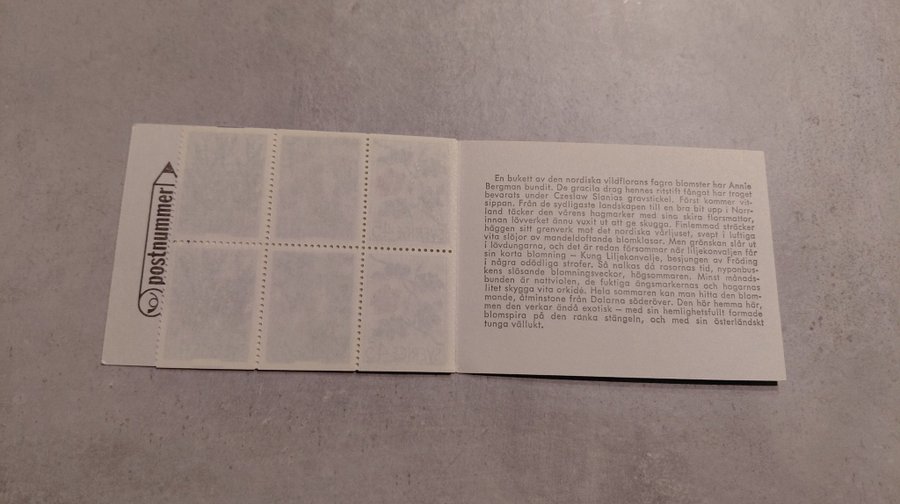 postnummer
En bukett av den nordiska vildflorans fagra blomster har Annie
Bergman bundit. De gracila drag hennes ritstift fångat har troget
bevarats under Czeslaw Slanias gravstickel. Först kommer vit-
sippan. Från de sydligaste landskapen till en bra bit upp i Norr-
land täcker den vårens hagmarker med sina skira florsmattor,
innan lövverket ännu vuxit ut att ge skugga. Finlemmad sträcker
häggen sitt grenverk mot det nordiska vårljuset, svept i luftiga
vita slöjor av mandeldoftande blomklasar. Men grönskan slår ut
i lövdungarna, och det är redan försommar när liljekonvaljen får
sin korta blomning – Kung Liljekonvalje, besjungen av Fröding
i några odödliga strofer. Så nalkas då rosornas tid, nyponbus-
kens slösande blomningsveckor, högsommaren. Minst månads-
bunden är nattviolen, de fuktiga ängsmarkernas och hagarnas
litet skygga vita orkidé. Hela sommaren kan man hitta den blom-
mande, åtminstone från Dalarna söderöver. Den hör hemma här,
men den verkar ändå exotisk – med sin hemlighetsfullt formade
blomspira på den ranka stängeln, och med sin österländskt
tunga vällukt.